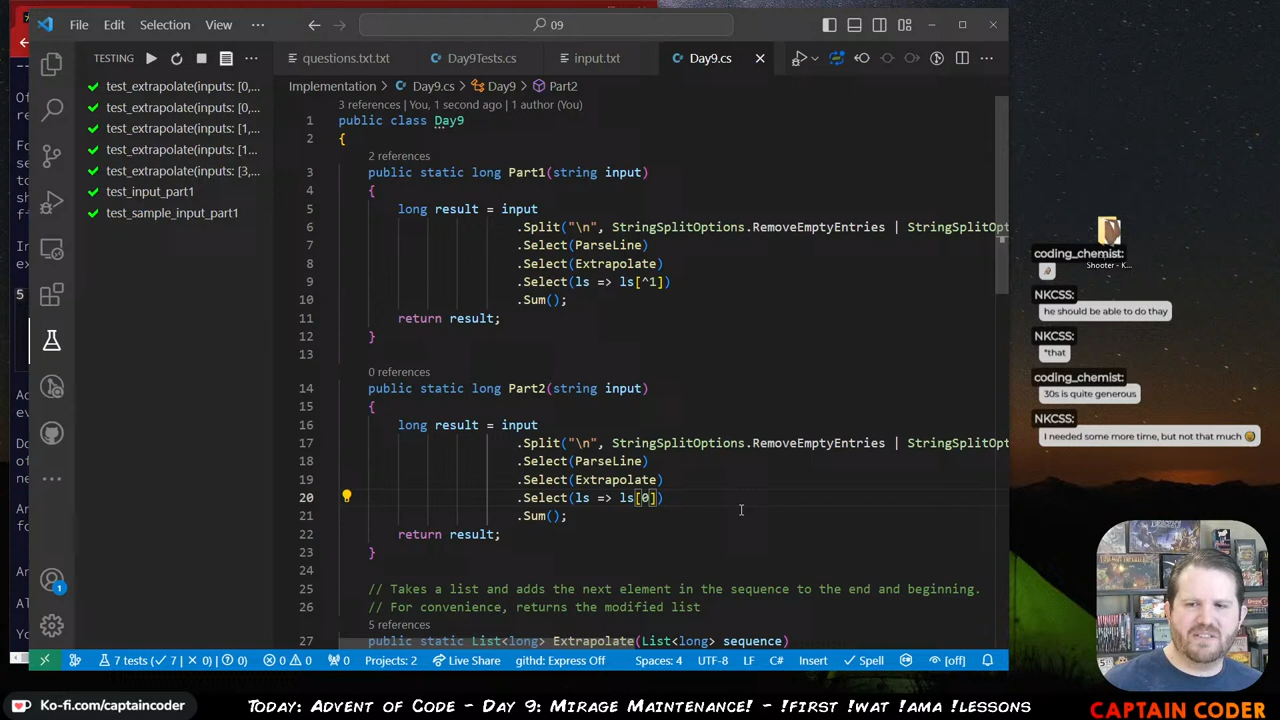 File Edit Selection View ··· 09
TESTING
questions.txt.txt Day9Tests.cs input.txt Day9.cs
test_extrapolate(inputs: [0,...
test_extrapolate(inputs: [0,...
test_extrapolate(inputs: [1,...
test_extrapolate(inputs: [1...
test_extrapolate(inputs: [3,...
test_input_part1
test_sample_input_part1
Implementation > Day9.cs > Day9 > Part2
3 references | You, 1 second ago | 1 author (You)
1 public class Day9
2 {
2 references
3 public static long Part1(string input)
4 {
5 long result = input
6 .Split("\n", StringSplitOptions.RemoveEmptyEntries | StringSplitOpt
7 .Select(ParseLine)
8 .Select(Extrapolate)
9 .Select(ls => ls[^1])
10 .Sum();
11 return result;
12 }
13
0 references
14 public static long Part2(string input)
15 {
16 long result = input
17 .Split("\n", StringSplitOptions.RemoveEmptyEntries | StringSplitOpt
18 .Select(ParseLine)
19 .Select(Extrapolate)
20 .Select(ls => ls[0])
21 .Sum();
22 return result;
23 }
24
25 // Takes a list and adds the next element in the sequence to the end and beginning.
26 // For convenience, returns the modified list
5 references
27 public static List<long> Extrapolate(List<long> sequence)
1
7 tests (✓ 7 | × 0) 0 0 0 Projects: 2 Live Share githd: Express Off Spaces: 4 UTF-8 LF C# Insert Spell [off]
Shooter - K...
coding_chemist:
NKCSS:
he should be able to do thay
NKCSS:
*that
coding_chemist:
30s is quite generous
NKCSS:
I needed some more time, but not that much
Ko-fi.com/captaincoder
Today: Advent of Code - Day 9: Mirage Maintenance! - !first !wat !ama !lessons
CAPTAIN CODER